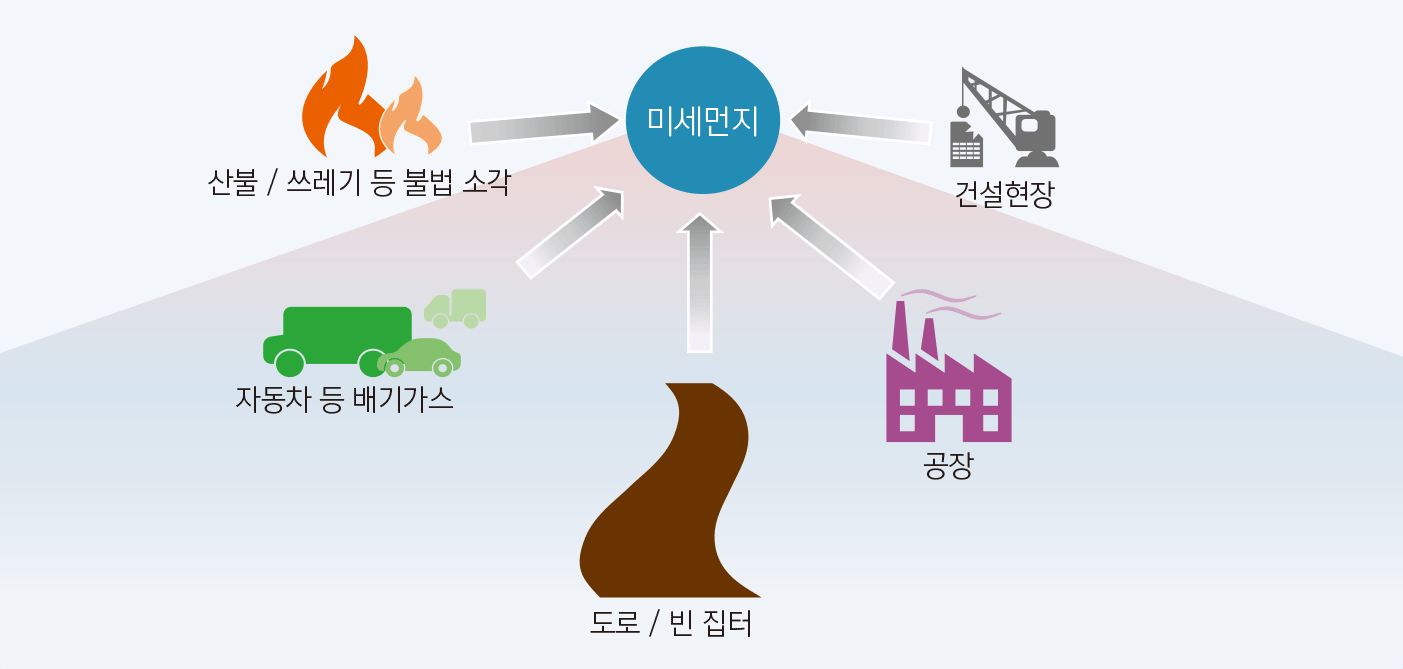 미세먼지
산불 / 쓰레기 등 불법 소각
건설현장
자동차 등 배기가스
공장
도로 / 빈 집터